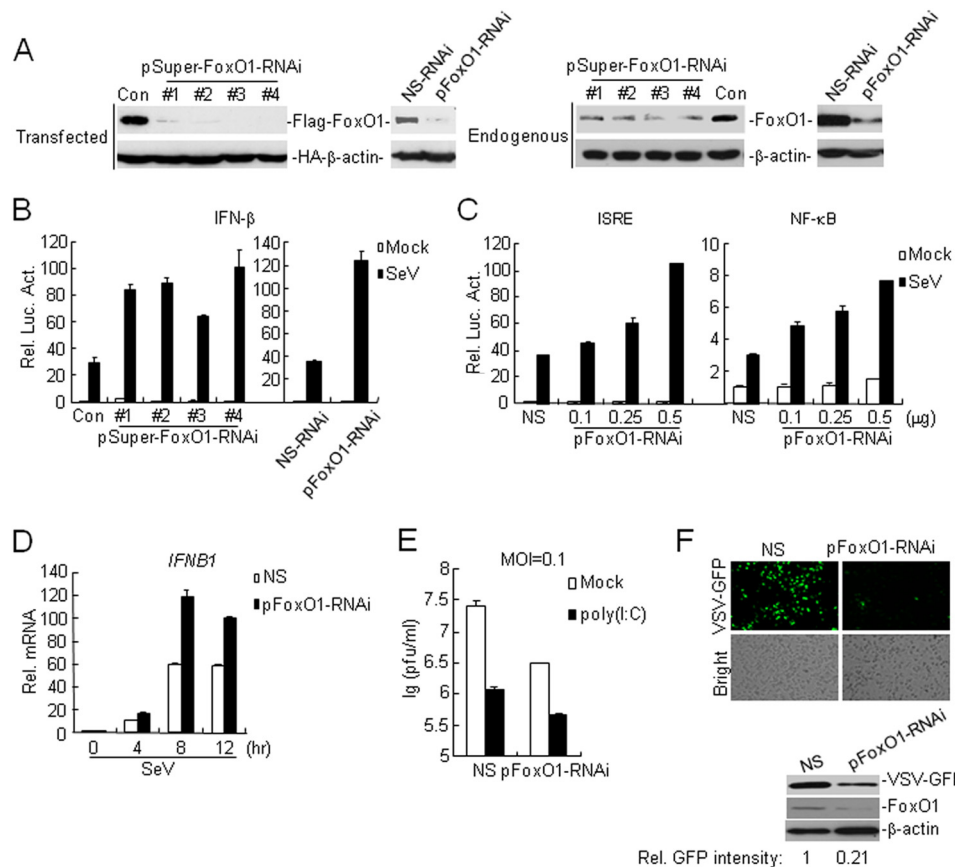 A
pSuper-FoxO1-RNAi
Con #1 #2 #3 #4
NS-RNAi
pFoxO1-RNAi
Transfected
-Flag-FoxO1-
-HA-β-actin-
pSuper-FoxO1-RNAi
#1 #2 #3 #4 Con
NS-RNAi
pFoxO1-RNAi
Endogenous
-FoxO1-
-β-actin-
B
IFN-β
Rel. Luc. Act.
120
100
80
60
40
20
0
Con #1 #2 #3 #4
pSuper-FoxO1-RNAi
140
120
100
80
60
40
20
0
NS-RNAi
pFoxO1-RNAi
Mock
SeV
C
ISRE
Rel. Luc. Act.
120
100
80
60
40
20
0
NS 0.1 0.25 0.5
pFoxO1-RNAi
NF-κB
10
8
6
4
2
0
NS 0.1 0.25 0.5 (μg)
pFoxO1-RNAi
Mock
SeV
D
IFNB1
NS
pFoxO1-RNAi
Rel. mRNA
140
120
100
80
60
40
20
0
0 4 8 12 (hr)
SeV
E
MOI=0.1
Mock
poly(I:C)
lg (pfu/ml)
8
7.5
7
6.5
6
5.5
5
NS pFoxO1-RNAi
F
NS pFoxO1-RNAi
VSV-GFP
Bright
NS
pFoxO1-RNAi
-VSV-GFP
-FoxO1
-β-actin
Rel. GFP intensity: 1 0.21